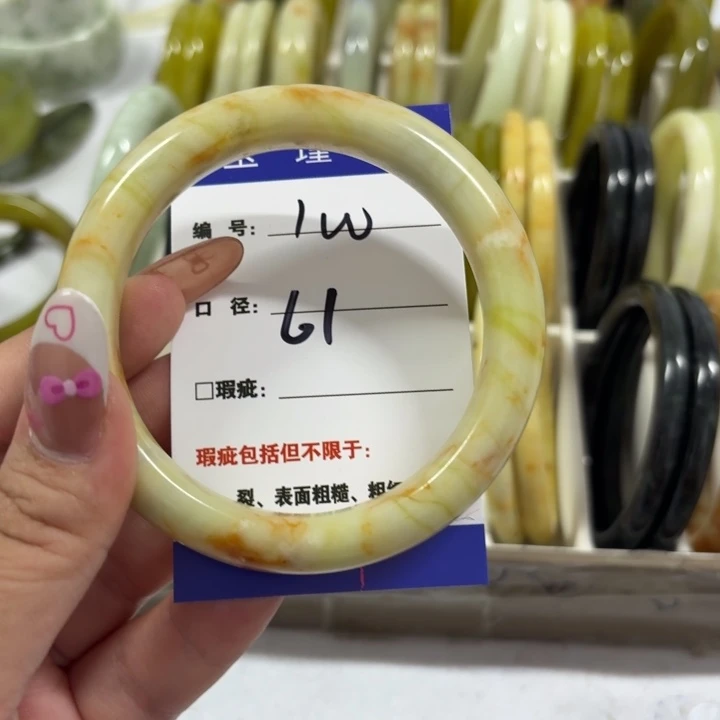 编 号: 1W
口 径: 61
□瑕疵:
瑕疵包括但不限于:
裂、表面粗糙、粗